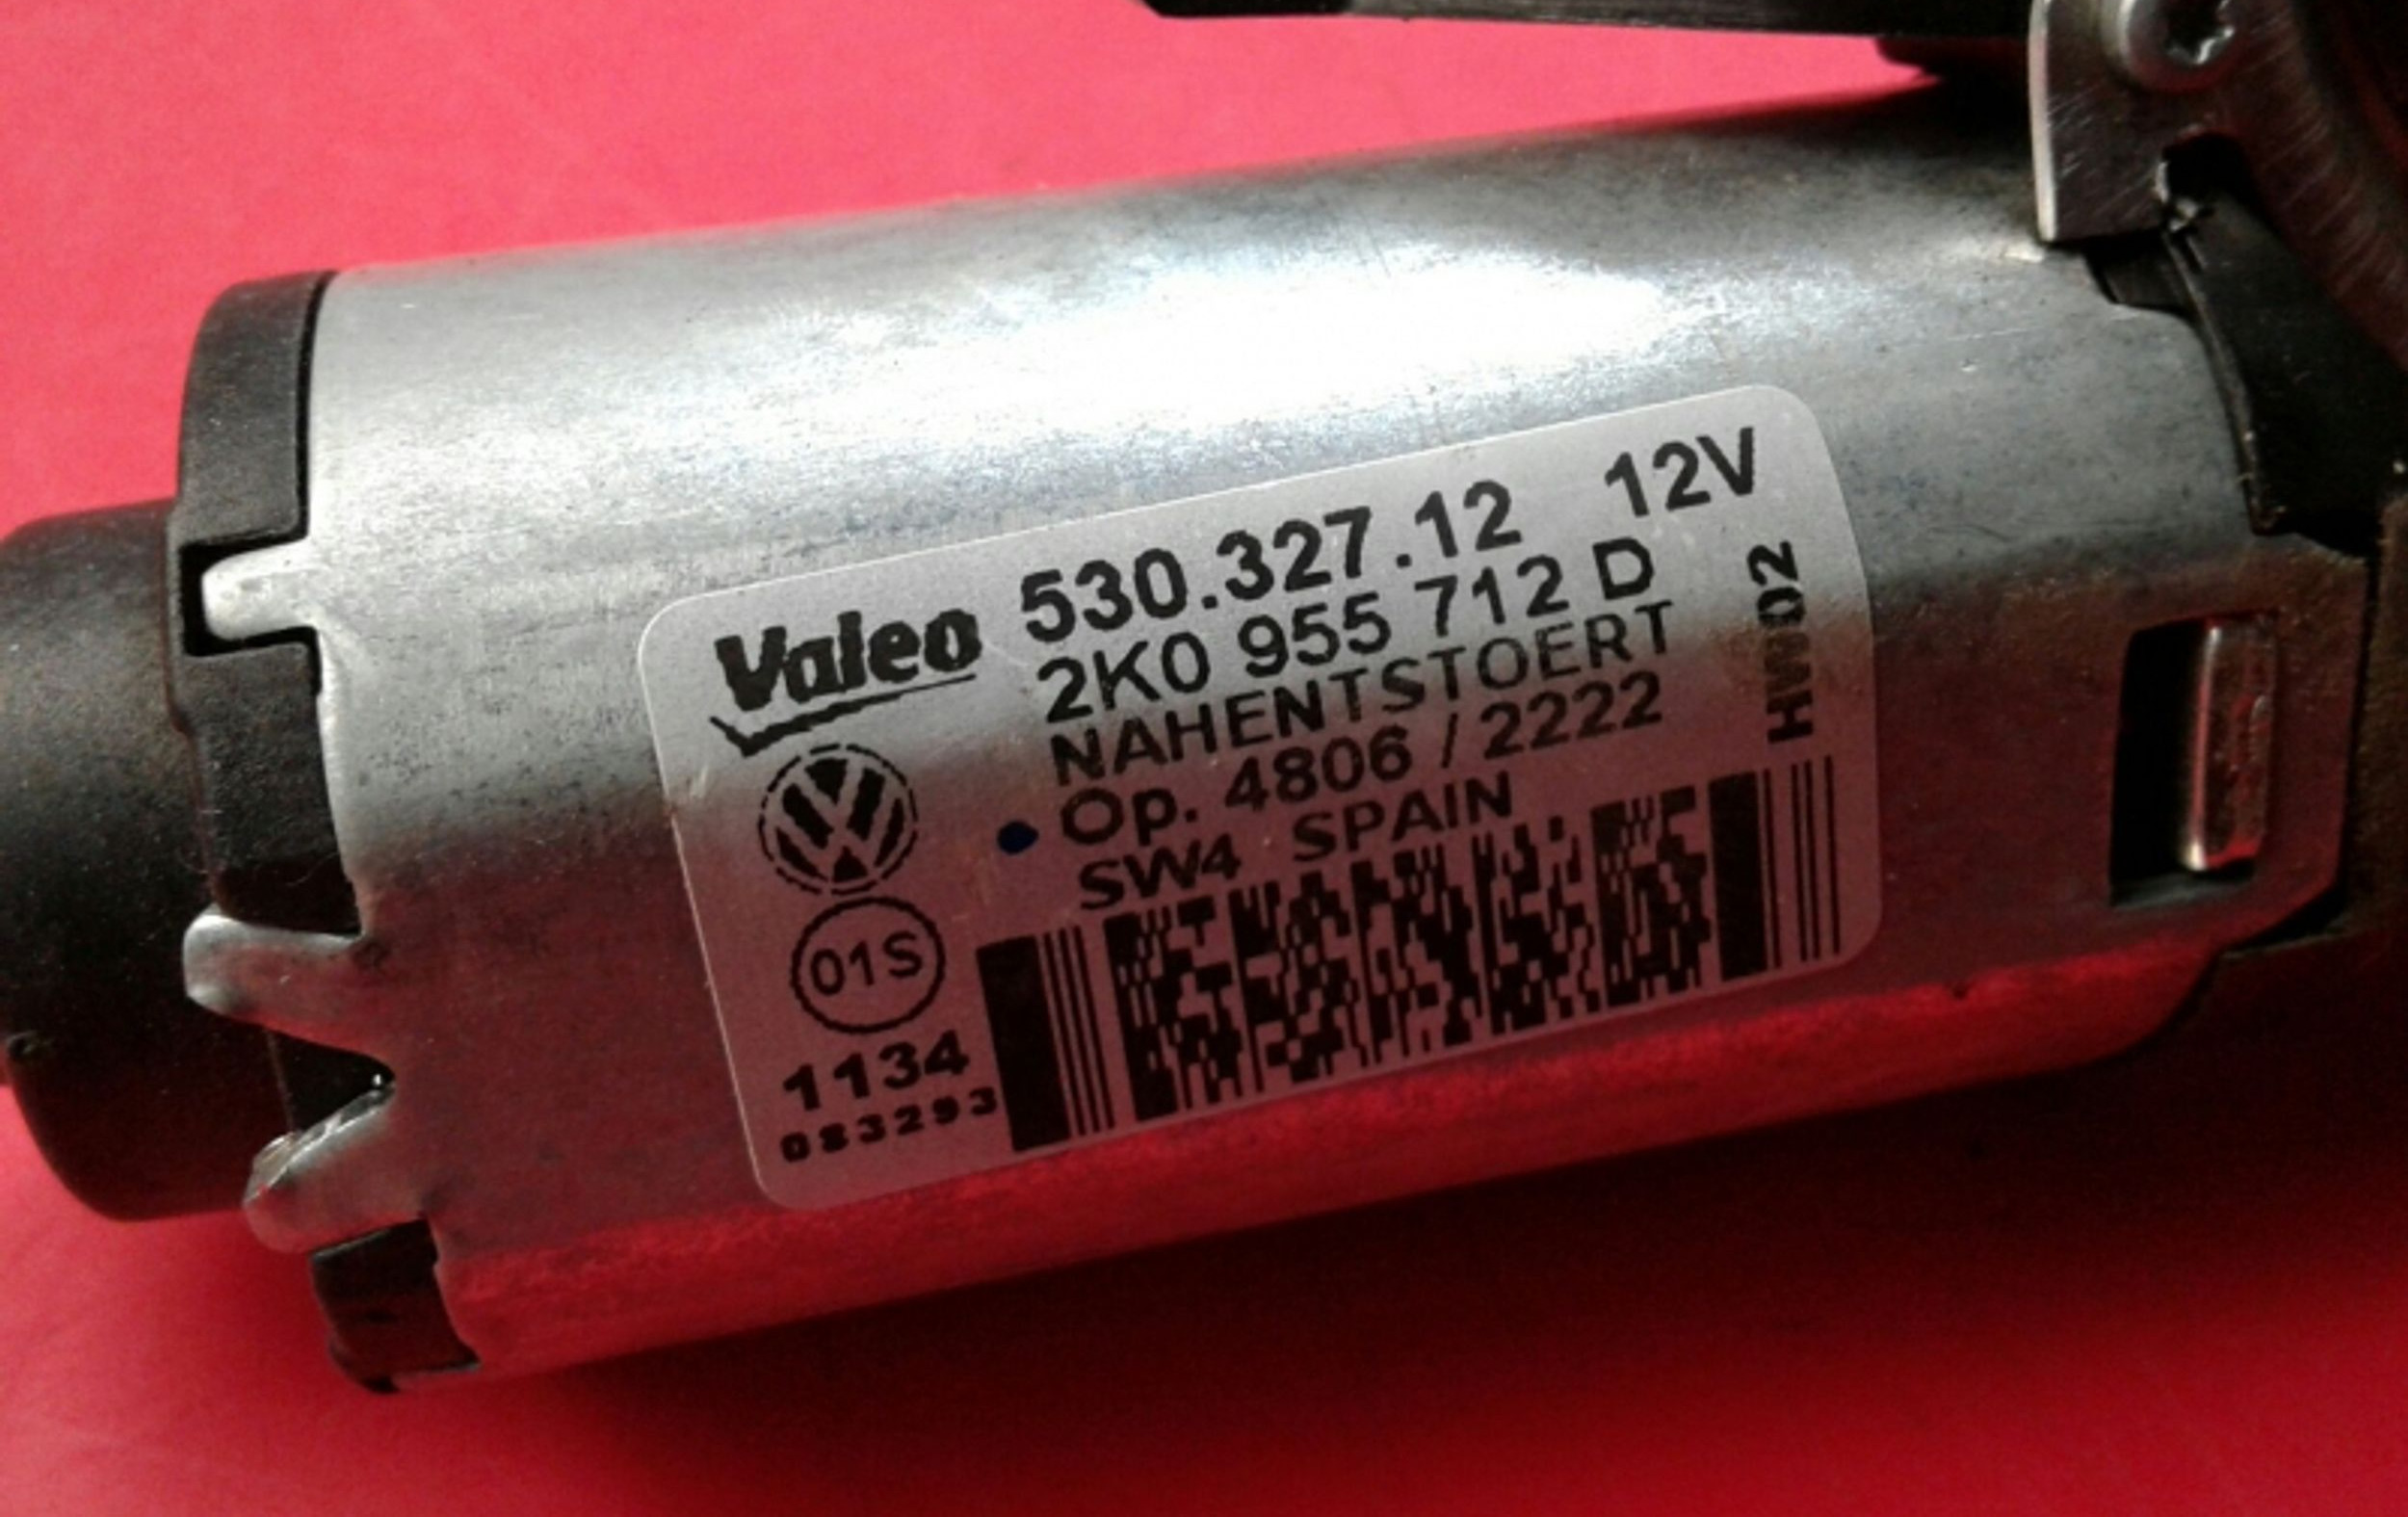 Valeo 530.327.12 12V
2K0 955 712 D
NAHENTSTOERT
Op. 4806 / 2222
SW4 SPAIN
HW02
01S
1134
083293